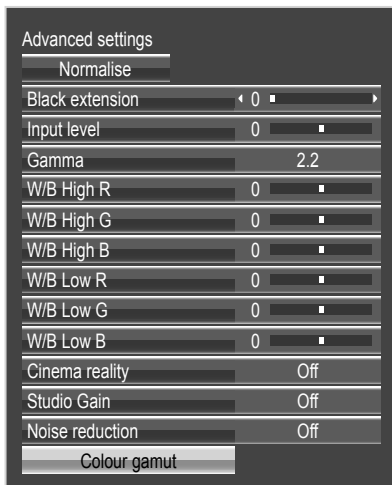 Advanced settings
Normalise
Black extension 0
Input level 0
Gamma 2.2
W/B High R 0
W/B High G 0
W/B High B 0
W/B Low R 0
W/B Low G 0
W/B Low B 0
Cinema reality Off
Studio Gain Off
Noise reduction Off
Colour gamut